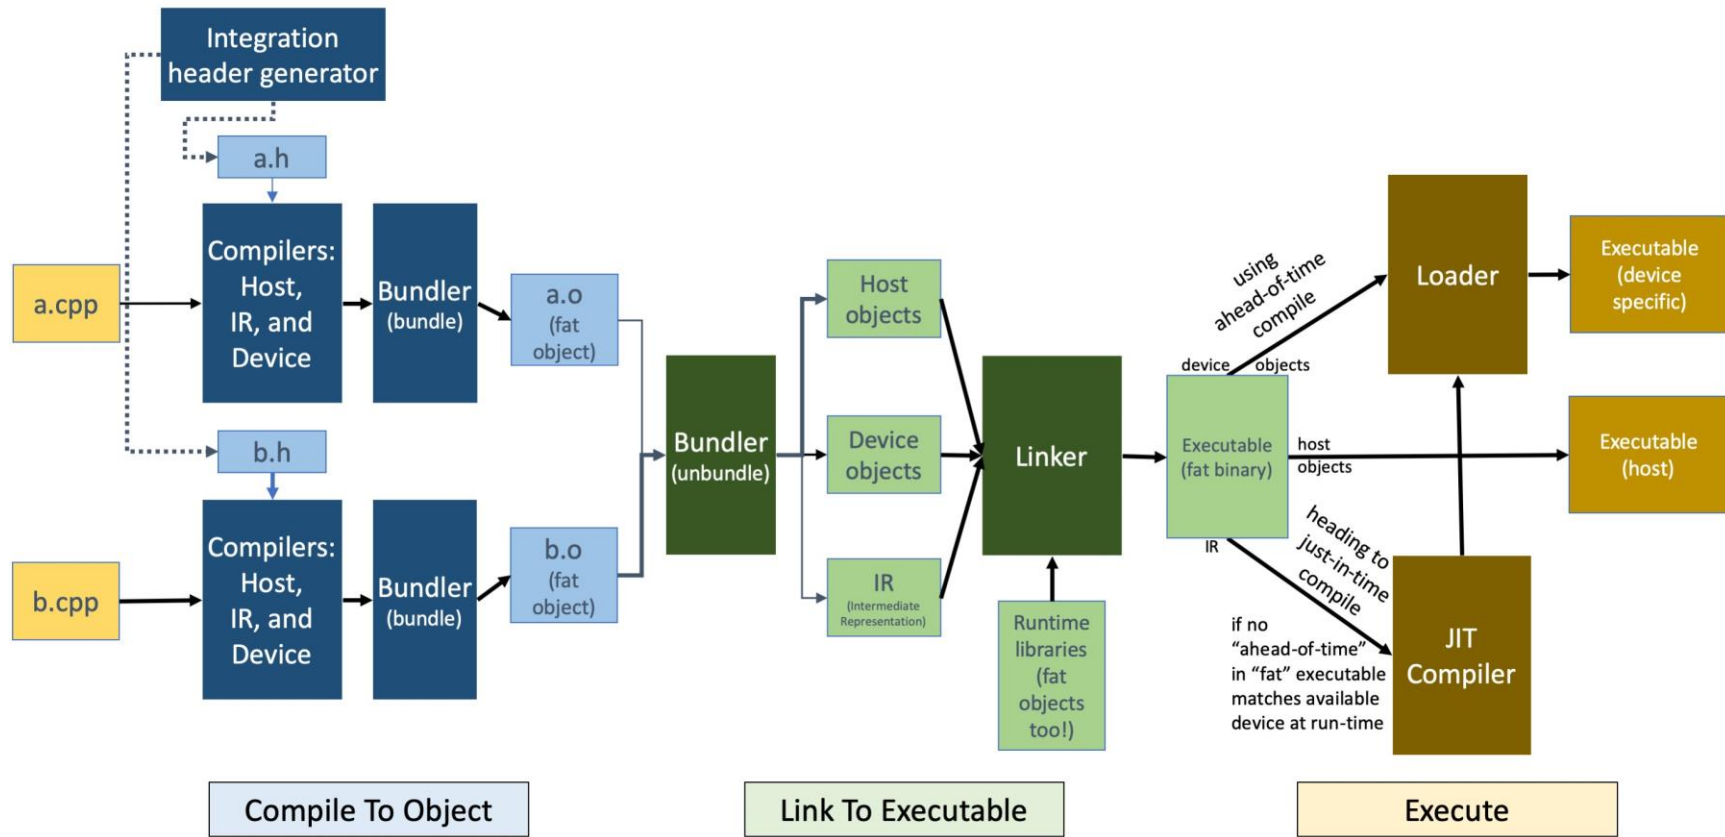 Integration
header generator
a.h
a.cpp
Compilers:
Host,
IR, and
Device
Bundler
(bundle)
a.o
(fat
object)
b.h
b.cpp
Compilers:
Host,
IR, and
Device
Bundler
(bundle)
b.o
(fat
object)
Bundler
(unbundle)
Host
objects
Device
objects
IR
(Intermediate
Representation)
Linker
Runtime
libraries
(fat
objects
too!)
Executable
(fat binary)
device objects
using
ahead-of-time
compile
host
objects
IR
heading to
just-in-time
compile
if no
“ahead-of-time”
in “fat” executable
matches available
device at run-time
Loader
JIT
Compiler
Executable
(device
specific)
Executable
(host)
Compile To Object
Link To Executable
Execute